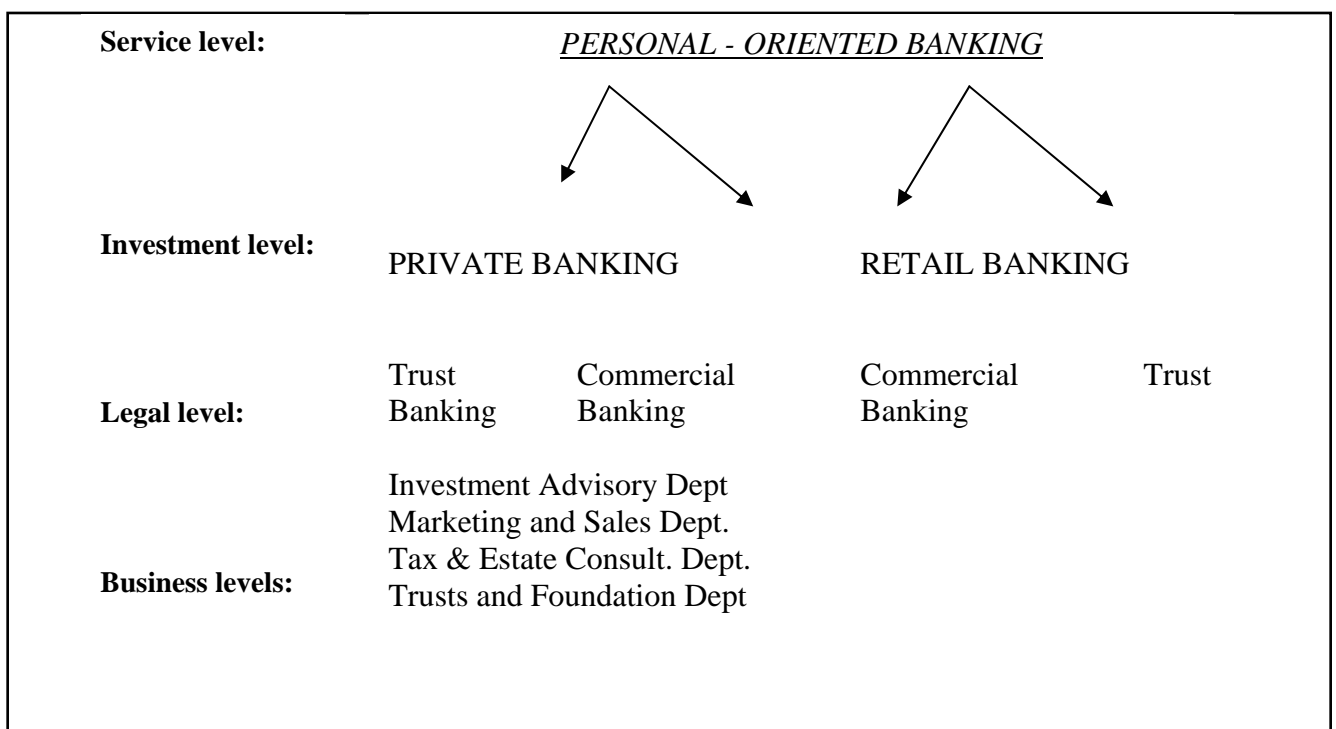 Service level: PERSONAL - ORIENTED BANKING
Investment level:
PRIVATE BANKING RETAIL BANKING
Trust Commercial Commercial Trust
Legal level: Banking Banking Banking
Investment Advisory Dept
Marketing and Sales Dept.
Tax & Estate Consult. Dept.
Business levels:
Trusts and Foundation Dept